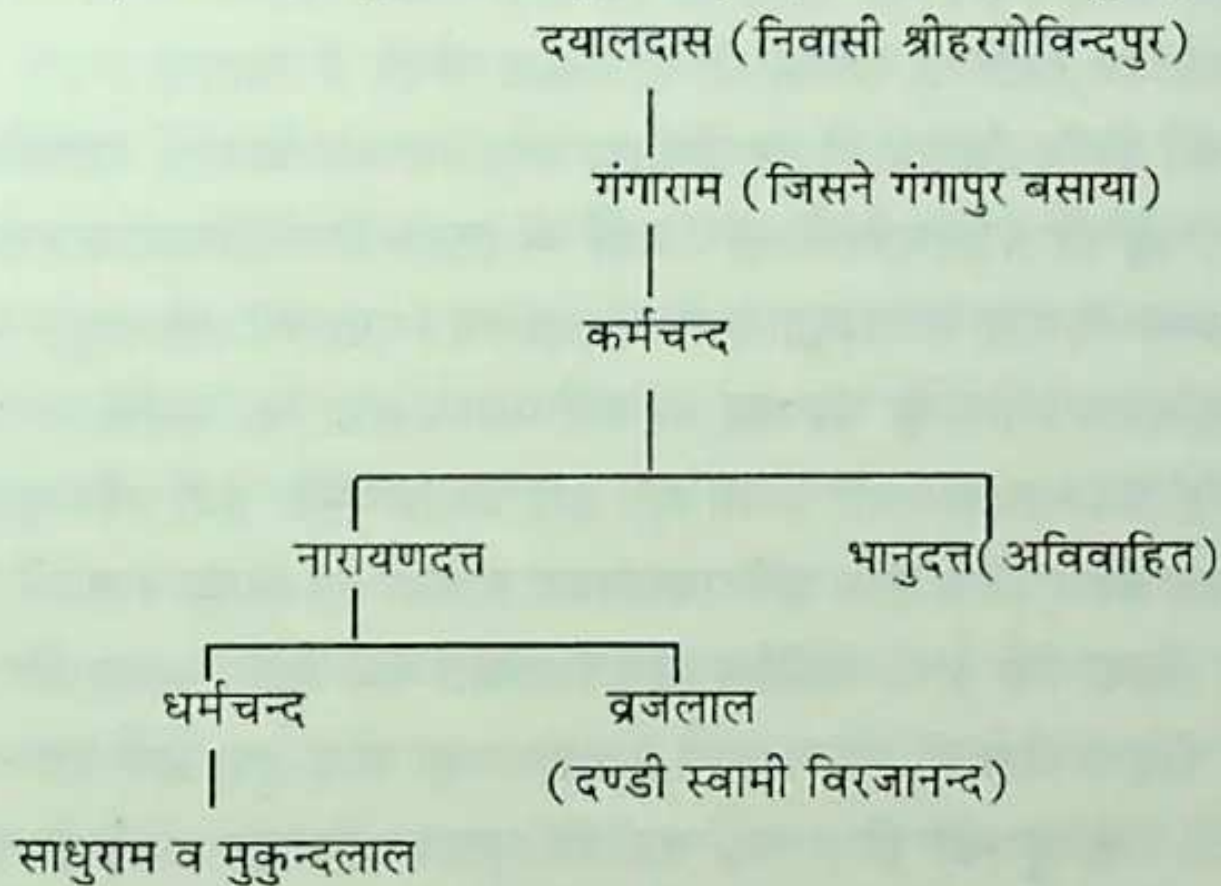 दयालदास (निवासी श्रीहरगोविन्दपुर)
गंगाराम (जिसने गंगापुर बसाया)
कर्मचन्द
नारायणदत्त भानुदत्त( अविवाहित)
धर्मचन्द व्रजलाल
(दण्डी स्वामी विरजानन्द)
साधुराम व मुकुन्दलाल